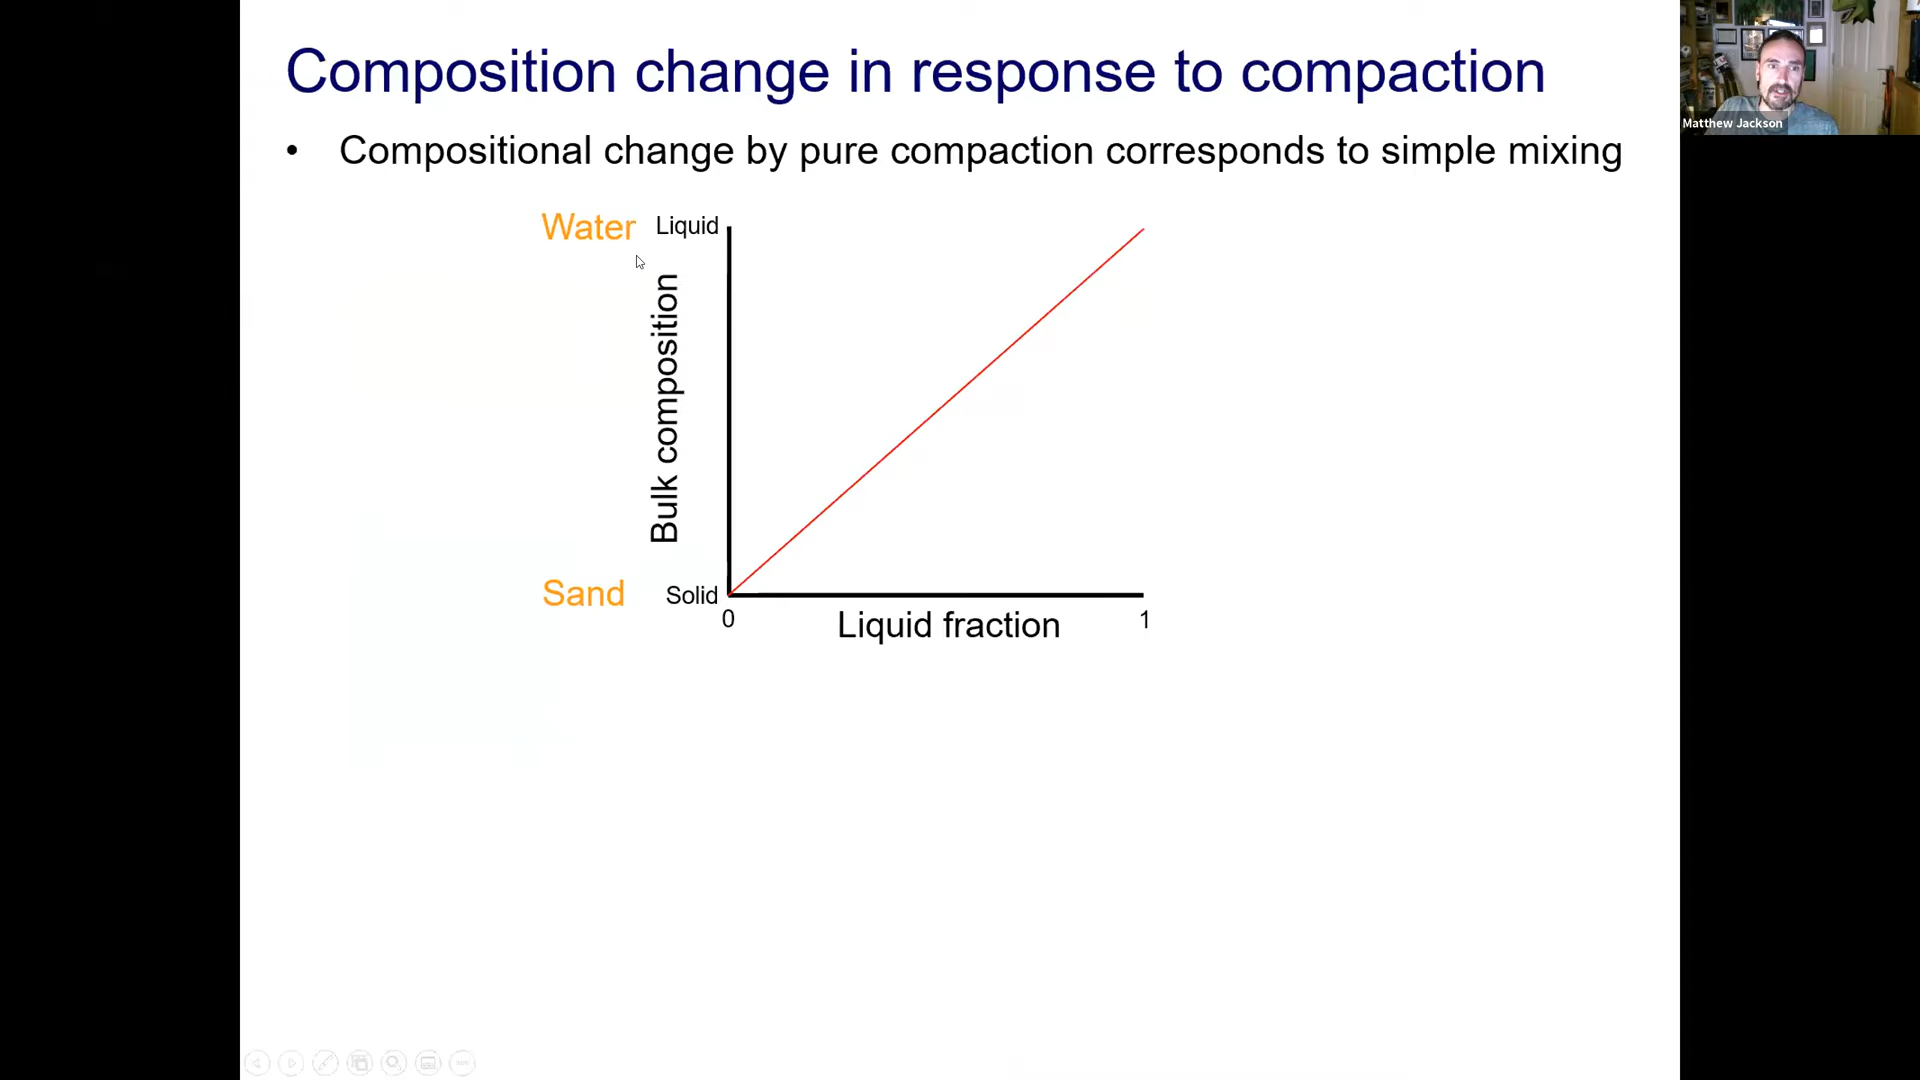 Composition change in response to compaction
Matthew Jackson
• Compositional change by pure compaction corresponds to simple mixing
Water
Liquid
Bulk composition
Sand
Solid
0
Liquid fraction
1